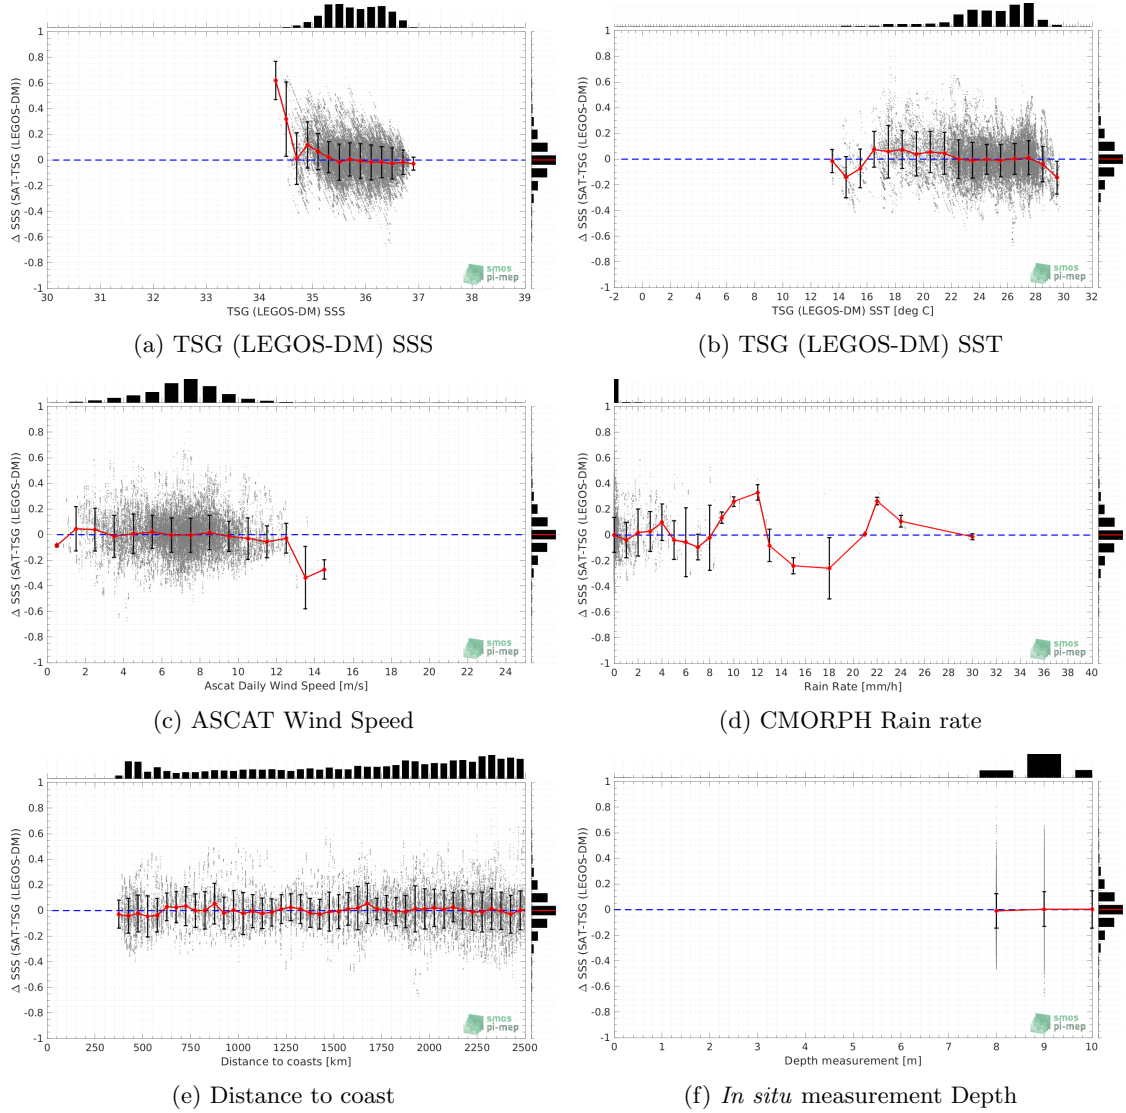 Δ SSS (SAT-TSG (LEGOS-DM))
1
0.8
0.6
0.4
0.2
0
-0.2
-0.4
-0.6
-0.8
-1
30 31 32 33 34 35 36 37 38 39
TSG (LEGOS-DM) SSS
smos
pi-mep
(a) TSG (LEGOS-DM) SSS
Δ SSS (SAT-TSG (LEGOS-DM))
1
0.8
0.6
0.4
0.2
0
-0.2
-0.4
-0.6
-0.8
-1
-2 0 2 4 6 8 10 12 14 16 18 20 22 24 26 28 30 32
TSG (LEGOS-DM) SST [deg C]
smos
pi-mep
(b) TSG (LEGOS-DM) SST
Δ SSS (SAT-TSG (LEGOS-DM))
1
0.8
0.6
0.4
0.2
0
-0.2
-0.4
-0.6
-0.8
-1
0 2 4 6 8 10 12 14 16 18 20 22 24
Ascat Daily Wind Speed [m/s]
smos
pi-mep
(c) ASCAT Wind Speed
Δ SSS (SAT-TSG (LEGOS-DM))
1
0.8
0.6
0.4
0.2
0
-0.2
-0.4
-0.6
-0.8
-1
0 2 4 6 8 10 12 14 16 18 20 22 24 26 28 30 32 34 36 38 40
Rain Rate [mm/h]
smos
pi-mep
(d) CMORPH Rain rate
Δ SSS (SAT-TSG (LEGOS-DM))
1
0.8
0.6
0.4
0.2
0
-0.2
-0.4
-0.6
-0.8
-1
0 250 500 750 1000 1250 1500 1750 2000 2250 2500
Distance to coasts [km]
smos
pi-mep
(e) Distance to coast
Δ SSS (SAT-TSG (LEGOS-DM))
1
0.8
0.6
0.4
0.2
0
-0.2
-0.4
-0.6
-0.8
-1
0 1 2 3 4 5 6 7 8 9 10
Depth measurement [m]
smos
pi-mep
(f) In situ measurement Depth